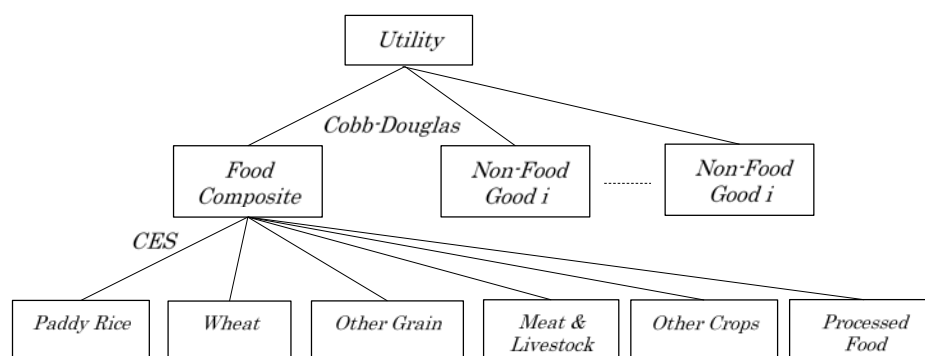 Utility
Cobb-Douglas
Food
Composite
Non-Food
Good i
Non-Food
Good i
CES
Paddy Rice
Wheat
Other Grain
Meat &
Livestock
Other Crops
Processed
Food